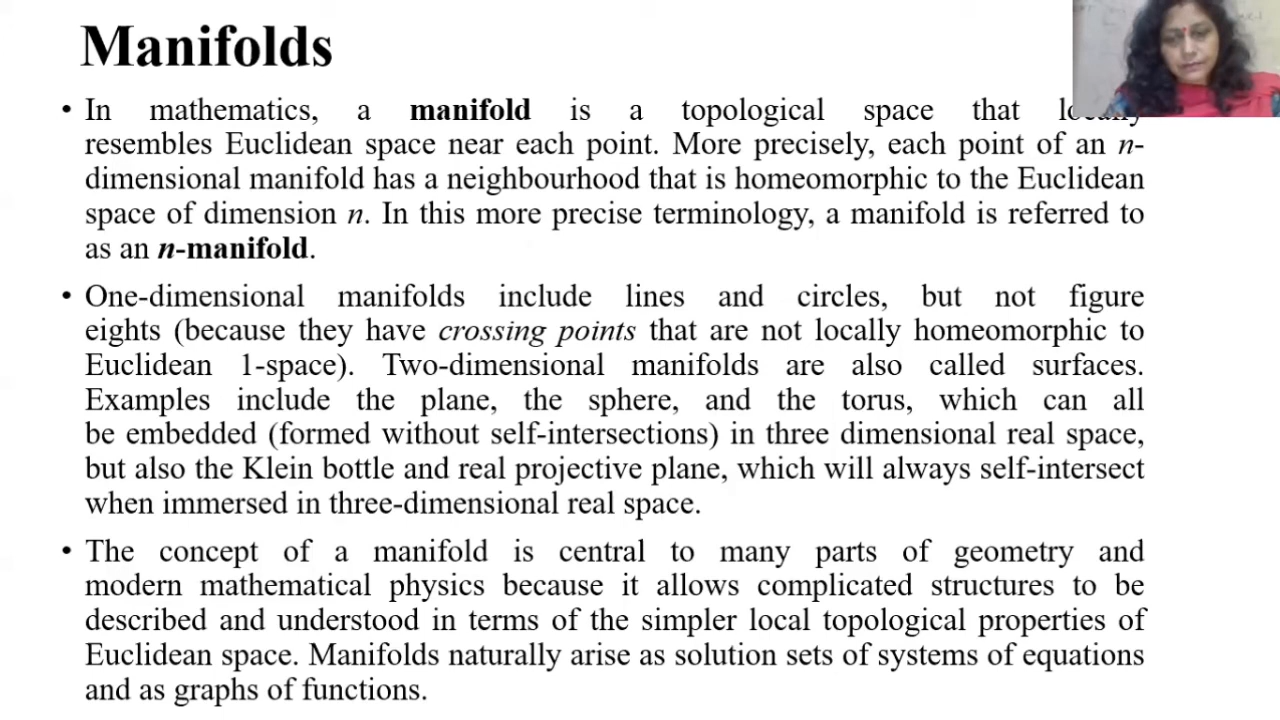 Manifolds
• In mathematics, a manifold is a topological space that locally
resembles Euclidean space near each point. More precisely, each point of an n-
dimensional manifold has a neighbourhood that is homeomorphic to the Euclidean
space of dimension n. In this more precise terminology, a manifold is referred to
as an n-manifold.
• One-dimensional manifolds include lines and circles, but not figure
eights (because they have crossing points that are not locally homeomorphic to
Euclidean 1-space). Two-dimensional manifolds are also called surfaces.
Examples include the plane, the sphere, and the torus, which can all
be embedded (formed without self-intersections) in three dimensional real space,
but also the Klein bottle and real projective plane, which will always self-intersect
when immersed in three-dimensional real space.
• The concept of a manifold is central to many parts of geometry and
modern mathematical physics because it allows complicated structures to be
described and understood in terms of the simpler local topological properties of
Euclidean space. Manifolds naturally arise as solution sets of systems of equations
and as graphs of functions.